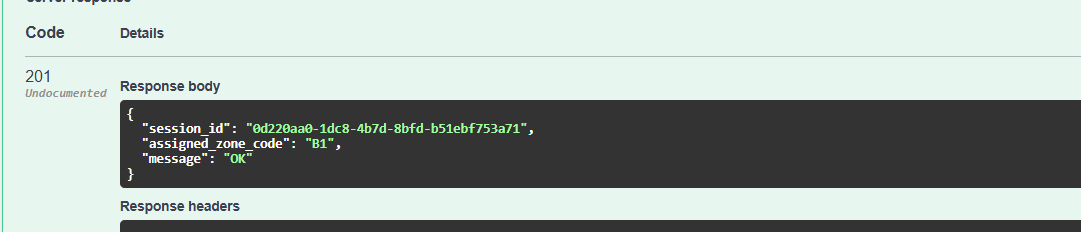 Server response
Code Details
201
Undocumented
Response body
{
"session_id": "0d220aa0-1dc8-4b7d-8bfd-b51ebf753a71",
"assigned_zone_code": "B1",
"message": "OK"
}
Response headers